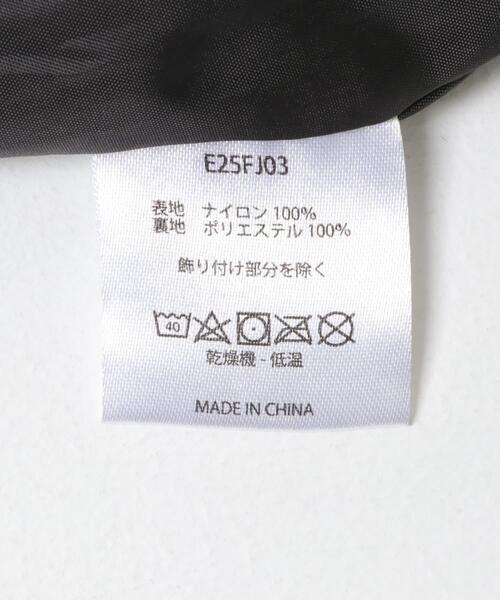 E25FJ03
表地 ナイロン 100%
裏地 ポリエステル 100%
飾り付け部分を除く
40
乾燥機 - 低温
MADE IN CHINA